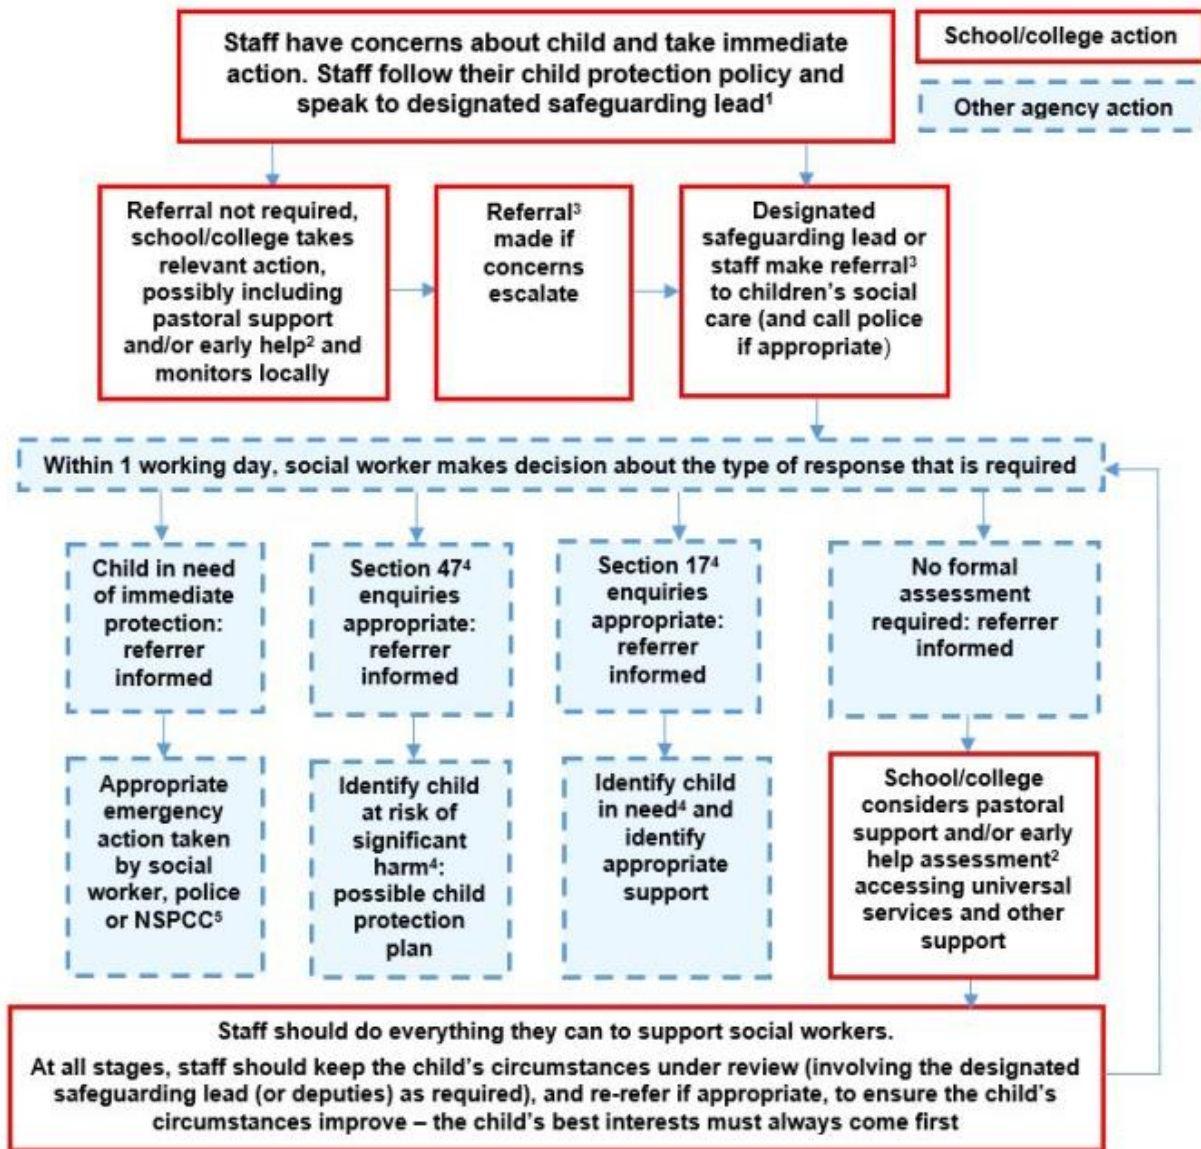 Staff have concerns about child and take immediate
action. Staff follow their child protection policy and
speak to designated safeguarding lead¹
School/college action
Other agency action
Referral not required,
school/college takes
relevant action,
possibly including
pastoral support
and/or early help² and
monitors locally
Referral³
made if
concerns
escalate
Designated
safeguarding lead or
staff make referral³
to children’s social
care (and call police
if appropriate)
Within 1 working day, social worker makes decision about the type of response that is required
Child in need
of immediate
protection:
referrer
informed
Section 47⁴
enquiries
appropriate:
referrer
informed
Section 17⁴
enquiries
appropriate:
referrer
informed
No formal
assessment
required: referrer
informed
Appropriate
emergency
action taken
by social
worker, police
or NSPCC⁵
Identify child
at risk of
significant
harm⁴:
possible child
protection
plan
Identify child
in need⁴ and
identify
appropriate
support
School/college
considers pastoral
support and/or early
help assessment²
accessing universal
services and other
support
Staff should do everything they can to support social workers.
At all stages, staff should keep the child’s circumstances under review (involving the designated
safeguarding lead (or deputies) as required), and re-refer if appropriate, to ensure the child’s
circumstances improve – the child’s best interests must always come first